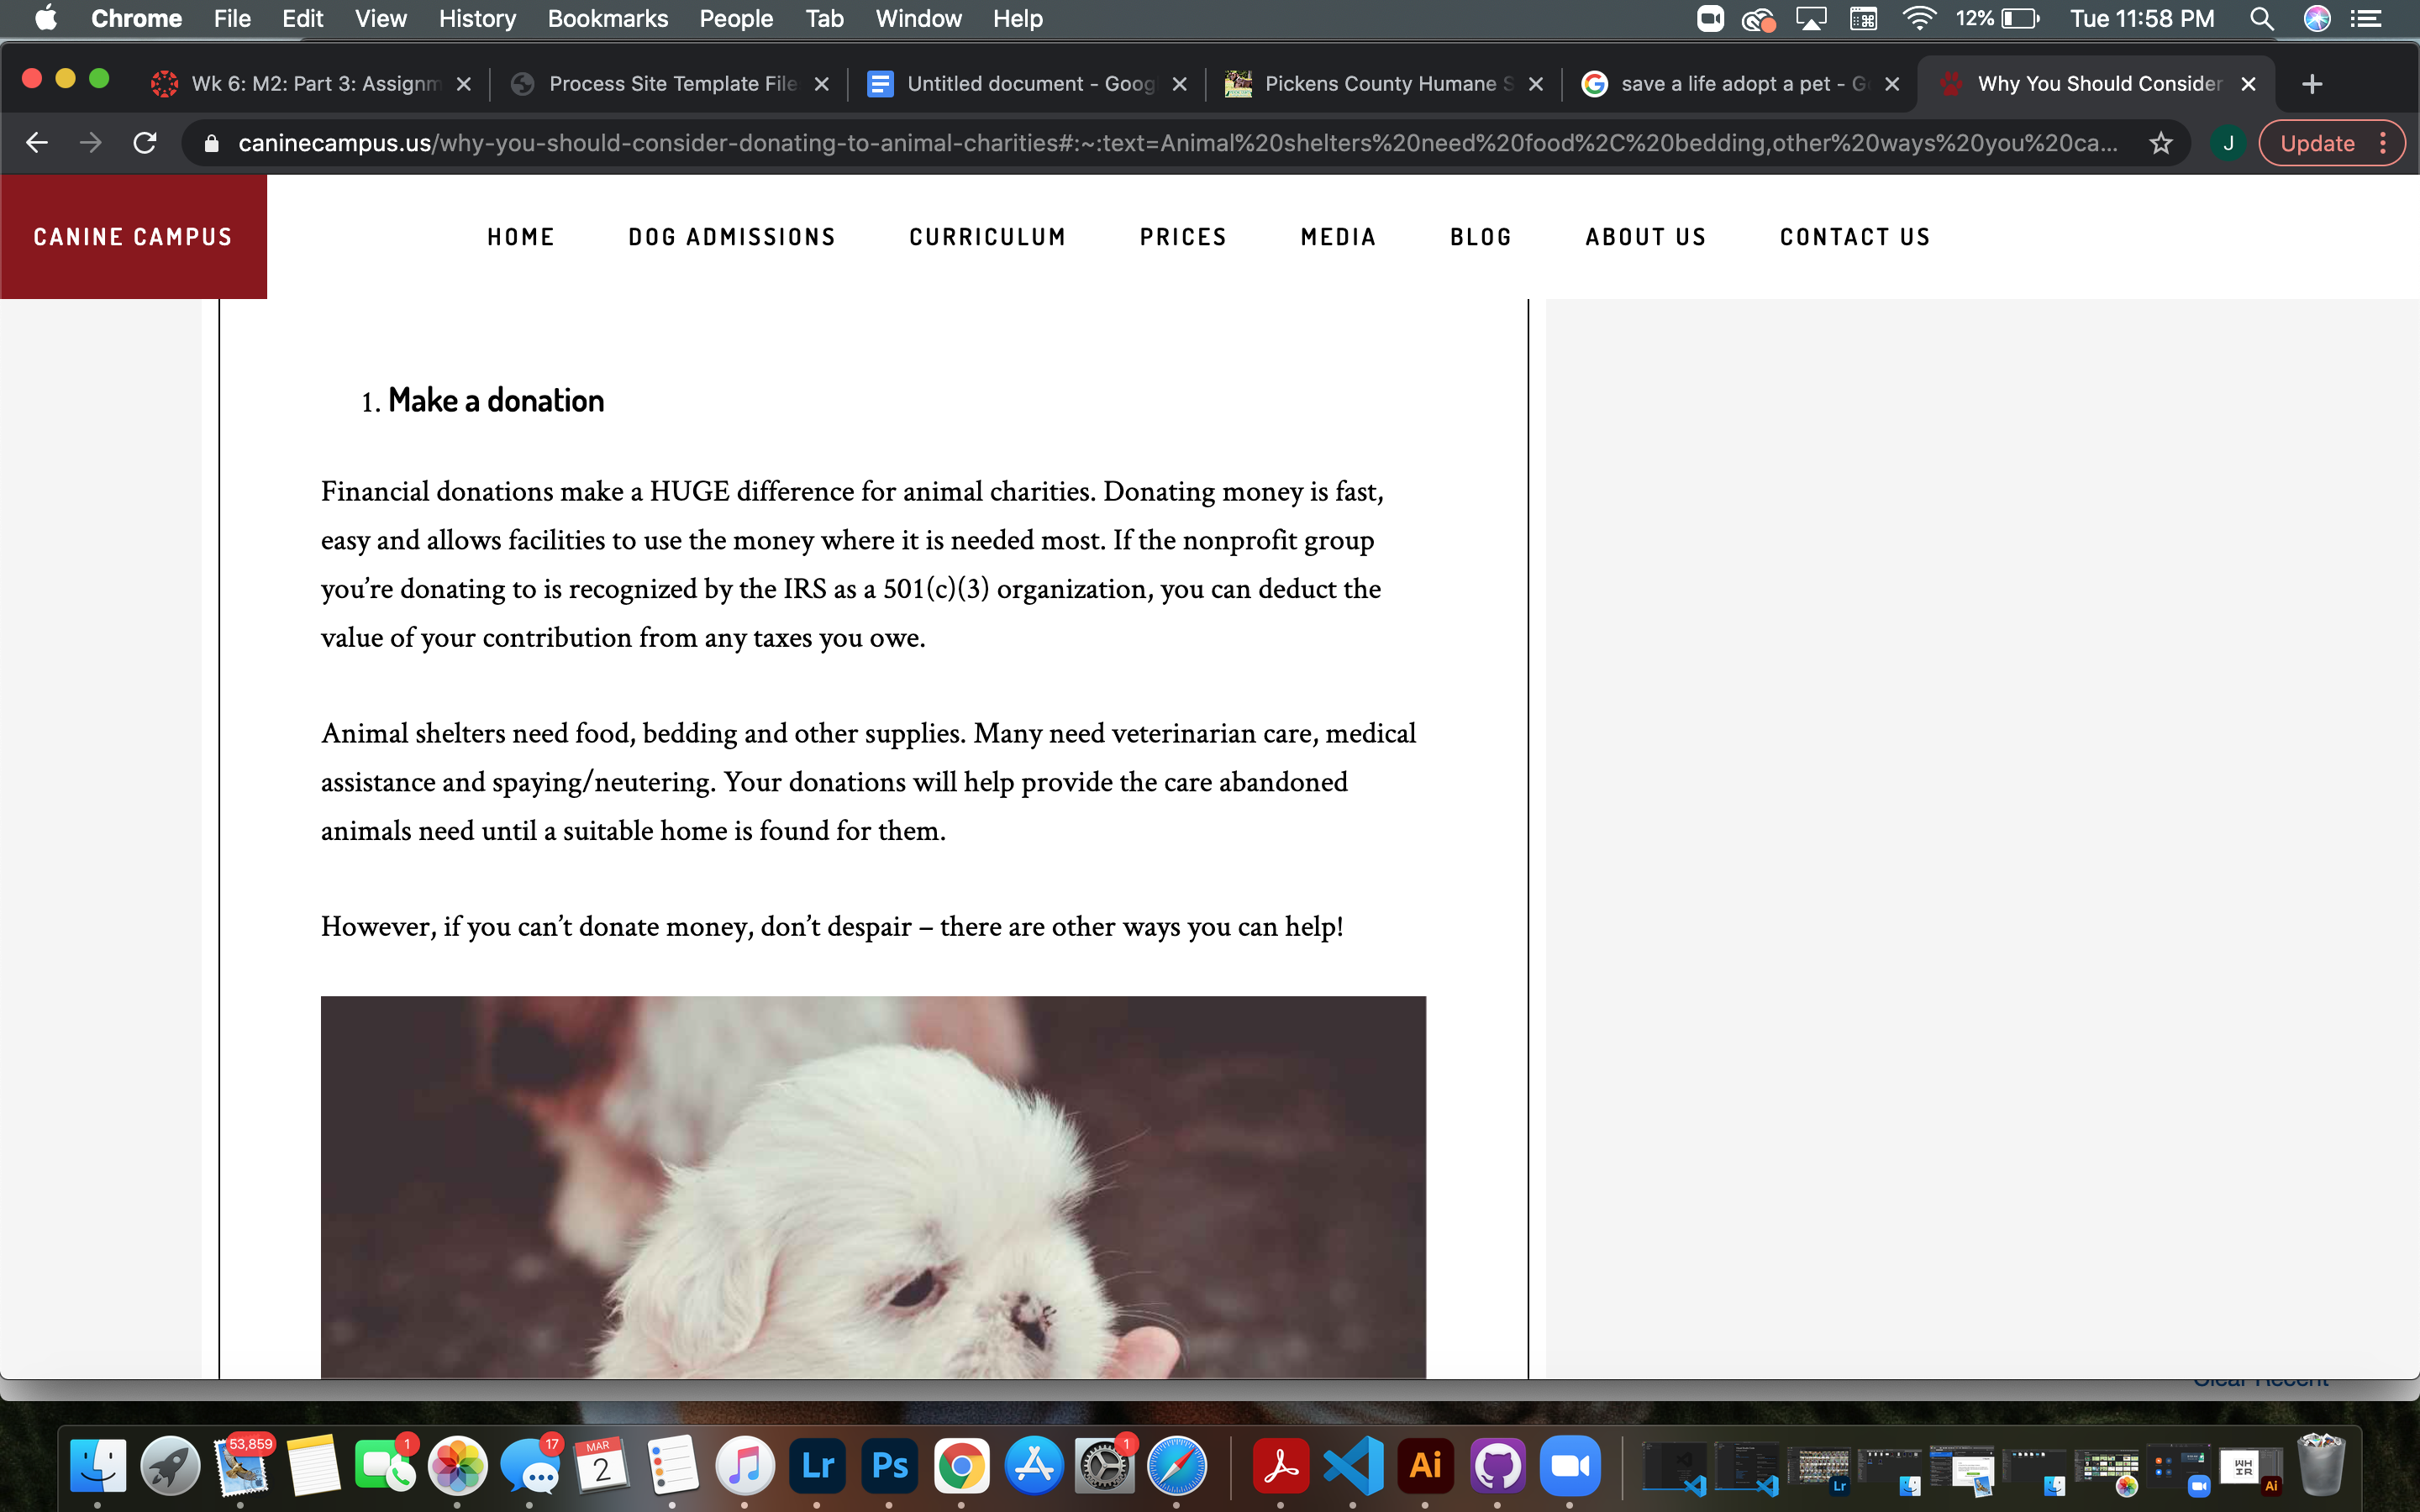 Chrome File Edit View History Bookmarks People Tab Window Help 12% Tue 11:58 PM
Wk 6: M2: Part 3: Assignm Process Site Template File Untitled document - Goog Pickens County Humane S save a life adopt a pet - G Why You Should Consider
caninecampus.us/why-you-should-consider-donating-to-animal-charities#:~:text=Animal%20shelters%20need%20food%2C%20bedding,other%20ways%20you%20ca... J Update
CANINE CAMPUS HOME DOG ADMISSIONS CURRICULUM PRICES MEDIA BLOG ABOUT US CONTACT US
1. Make a donation
Financial donations make a HUGE difference for animal charities. Donating money is fast,
easy and allows facilities to use the money where it is needed most. If the nonprofit group
you’re donating to is recognized by the IRS as a 501(c)(3) organization, you can deduct the
value of your contribution from any taxes you owe.
Animal shelters need food, bedding and other supplies. Many need veterinarian care, medical
assistance and spaying/neutering. Your donations will help provide the care abandoned
animals need until a suitable home is found for them.
However, if you can’t donate money, don’t despair – there are other ways you can help!
Clear Recent
53,859 1 17 MAR 2 Lr Ps 1 Ai Lr WH IR Ai